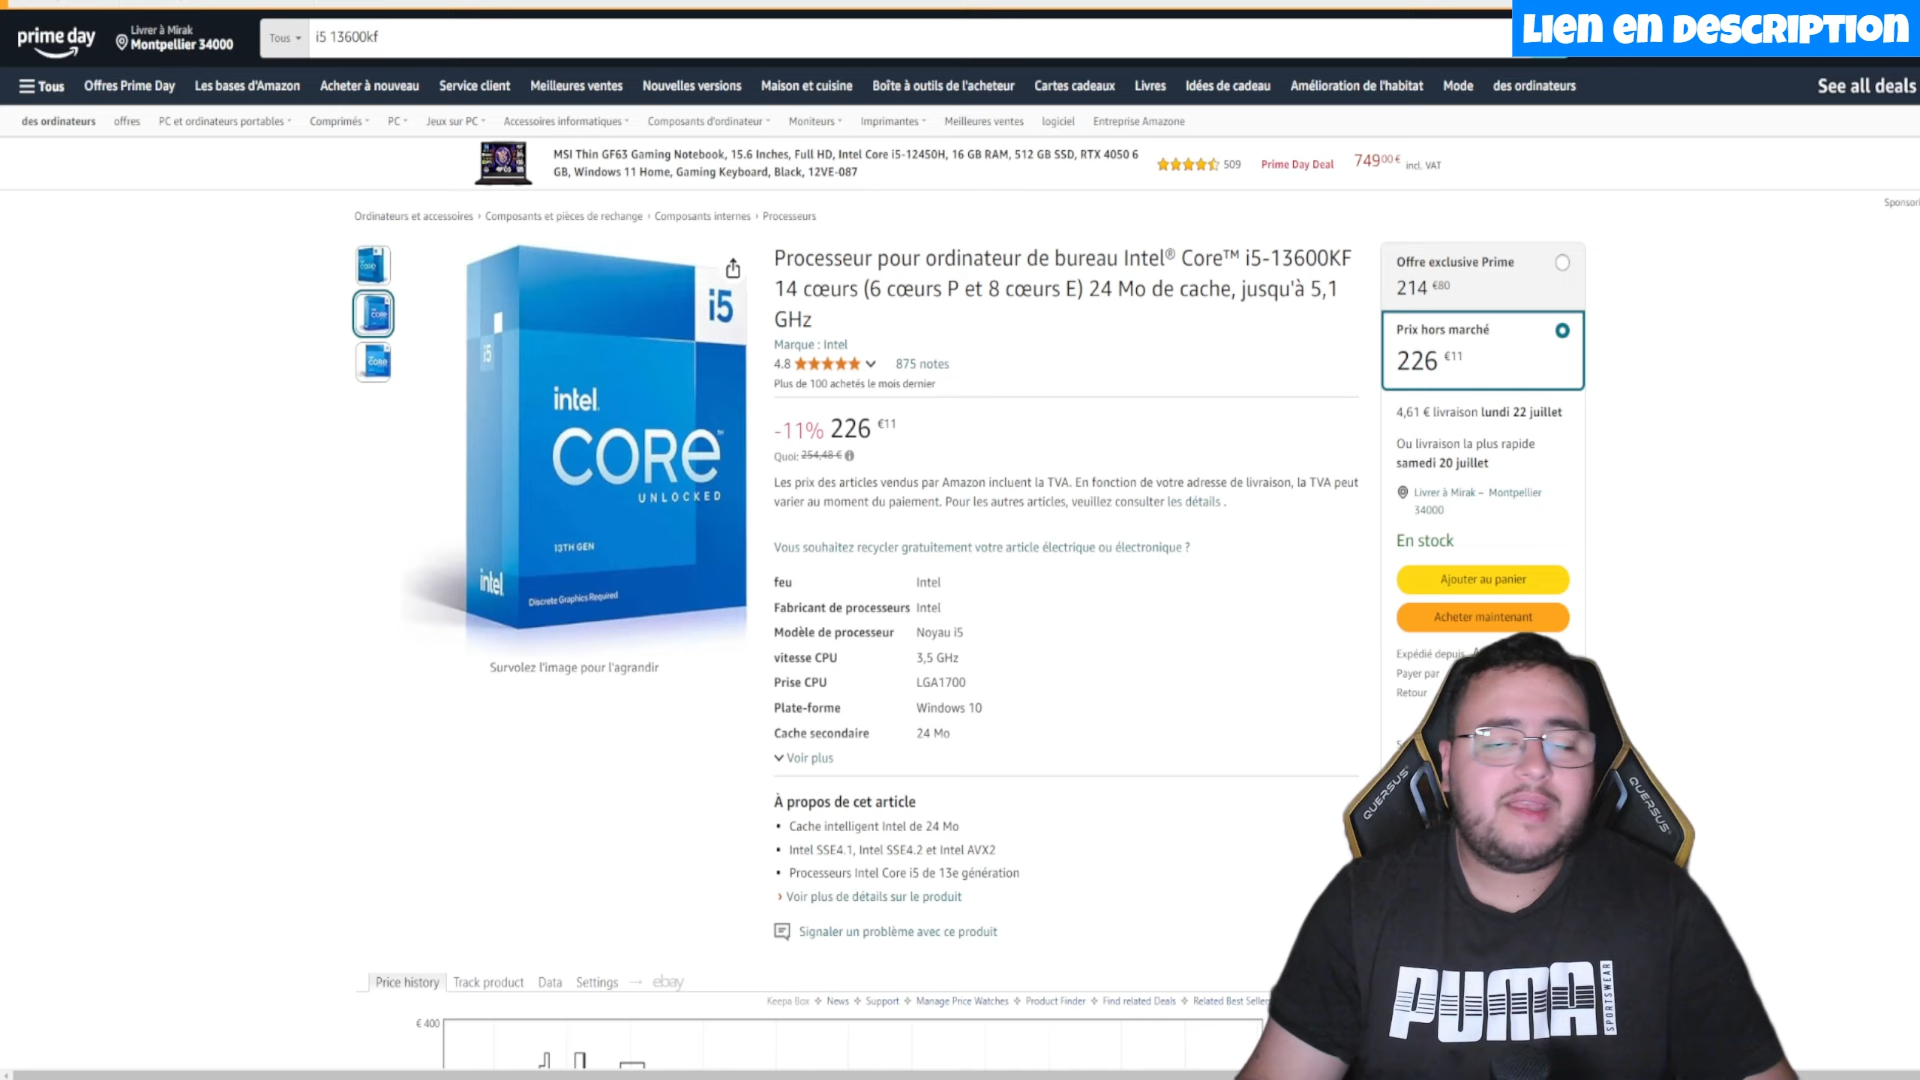 Lien en description
prime day
Livrer à Mirak
Montpellier 34000
Tous
i5 13600kf
Tous
Offres Prime Day
Les bases d'Amazon
Acheter à nouveau
Service client
Meilleures ventes
Nouvelles versions
Maison et cuisine
Boîte à outils de l'acheteur
Cartes cadeaux
Livres
Idées de cadeau
Amélioration de l'habitat
Mode
des ordinateurs
See all deals
des ordinateurs
offres
PC et ordinateurs portables
Comprimés
PC
Jeux sur PC
Accessoires informatiques
Composants d'ordinateur
Moniteurs
Imprimantes
Meilleures ventes
logiciel
Entreprise Amazone
MSI Thin GF63 Gaming Notebook, 15.6 Inches, Full HD, Intel Core i5-12450H, 16 GB RAM, 512 GB SSD, RTX 4050 6
GB, Windows 11 Home, Gaming Keyboard, Black, 12VE-087
509
Prime Day Deal
74900 €
incl. VAT
Sponsori
Ordinateurs et accessoires › Composants et pièces de rechange › Composants internes › Processeurs
i5
i5
intel.
CORE™
UNLOCKED
13TH GEN
intel
Discrete Graphics Required
Survolez l'image pour l'agrandir
Processeur pour ordinateur de bureau Intel® Core™ i5-13600KF
14 cœurs (6 cœurs P et 8 cœurs E) 24 Mo de cache, jusqu'à 5,1
GHz
Marque : Intel
4.8
875 notes
Plus de 100 achetés le mois dernier
-11% 226 €11
Quoi: 254,48 €
Les prix des articles vendus par Amazon incluent la TVA. En fonction de votre adresse de livraison, la TVA peut
varier au moment du paiement. Pour les autres articles, veuillez consulter les détails .
Vous souhaitez recycler gratuitement votre article électrique ou électronique ?
feu Intel
Fabricant de processeurs Intel
Modèle de processeur Noyau i5
vitesse CPU 3,5 GHz
Prise CPU LGA1700
Plate-forme Windows 10
Cache secondaire 24 Mo
Voir plus
À propos de cet article
• Cache intelligent Intel de 24 Mo
• Intel SSE4.1, Intel SSE4.2 et Intel AVX2
• Processeurs Intel Core i5 de 13e génération
› Voir plus de détails sur le produit
Signaler un problème avec ce produit
Offre exclusive Prime
214 €80
Prix hors marché
226 €11
4,61 € livraison lundi 22 juillet
Ou livraison la plus rapide
samedi 20 juillet
Livrer à Mirak – Montpellier
34000
En stock
Ajouter au panier
Acheter maintenant
Expédié depuis
Payer par
Retour
QUERSUS
QUERSUS
PUMA
SPORTSWEAR
Price history
Track product
Data
Settings
ebay
Keepa Box
News
Support
Manage Price Watches
Product Finder
Find related Deals
Related Best Seller
€ 400